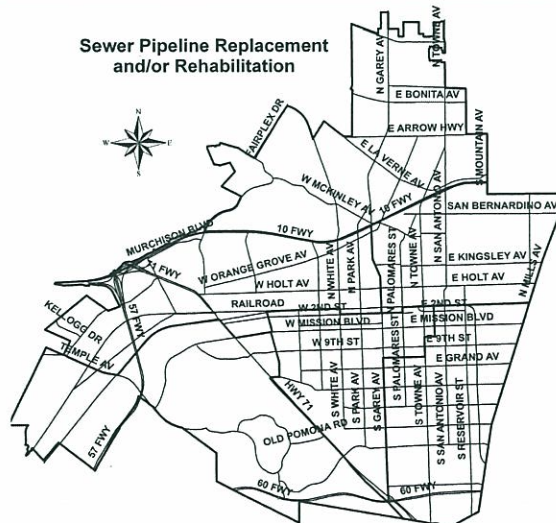 Sewer Pipeline Replacement
and/or Rehabilitation
N
W
E
S
N GAREY AV
N TOWNE AV
E BONITA AV
E ARROW HWY
FAIRPLEX DR
E LA VERNE AV
S MOUNTAIN AV
W MCKINLEY AV
N SAN ANTONIO AV
10 FWY
SAN BERNARDINO AV
MURCHISON BLVD
10 FWY
N WHITE AV
N PARK AV
N PALOMARES ST
N TOWNE AV
E KINGSLEY AV
W ORANGE GROVE AV
E HOLT AV
N MILLS AV
W HOLT AV
57 FWY
RAILROAD
W 2ND ST
E 2ND ST
KELLOGG DR
W MISSION BLVD
E MISSION BLVD
W 9TH ST
E 9TH ST
TEMPLE AV
E GRAND AV
HWY 71
S WHITE AV
S PARK AV
S GAREY AV
S PALOMARES ST
S TOWNE AV
S SAN ANTONIO AV
S RESERVOIR ST
OLD POMONA RD
57 FWY
60 FWY
60 FWY